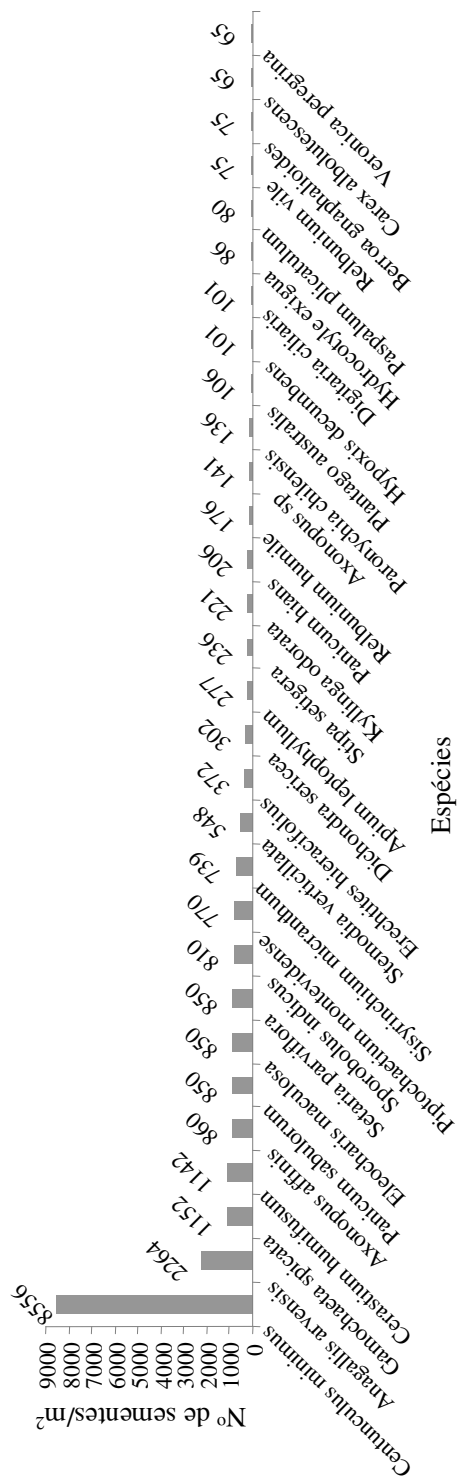 Nº de sementes/m²
9000
8000
7000
6000
5000
4000
3000
2000
1000
0
8556
2264
1152
1142
860
850
850
850
810
770
739
548
372
302
277
236
221
206
176
141
136
106
101
101
86
80
75
75
65
65
Centunculus minimus
Anagallis arvensis
Gamochaeta spicata
Cerastium humifusum
Axonopus affinis
Panicum sabulorum
Eleocharis maculosa
Setaria parviflora
Sporobolus indicus
Piptochaetium montevidense
Sisyrinchium micranthum
Stemodia verticillata
Erechtites hieracifolius
Dichondra sericea
Apium leptophyllum
Stipa setigera
Kyllinga odorata
Panicum hians
Relbunium humile
Axonopus sp
Paronychia chilensis
Plantago australis
Hypoxis decumbens
Digitaria ciliaris
Hydrocotyle exigua
Paspalum plicatulum
Relbunium vile
Berroa gnaphalioides
Carex albolutescens
Veronica peregrina
Espécies